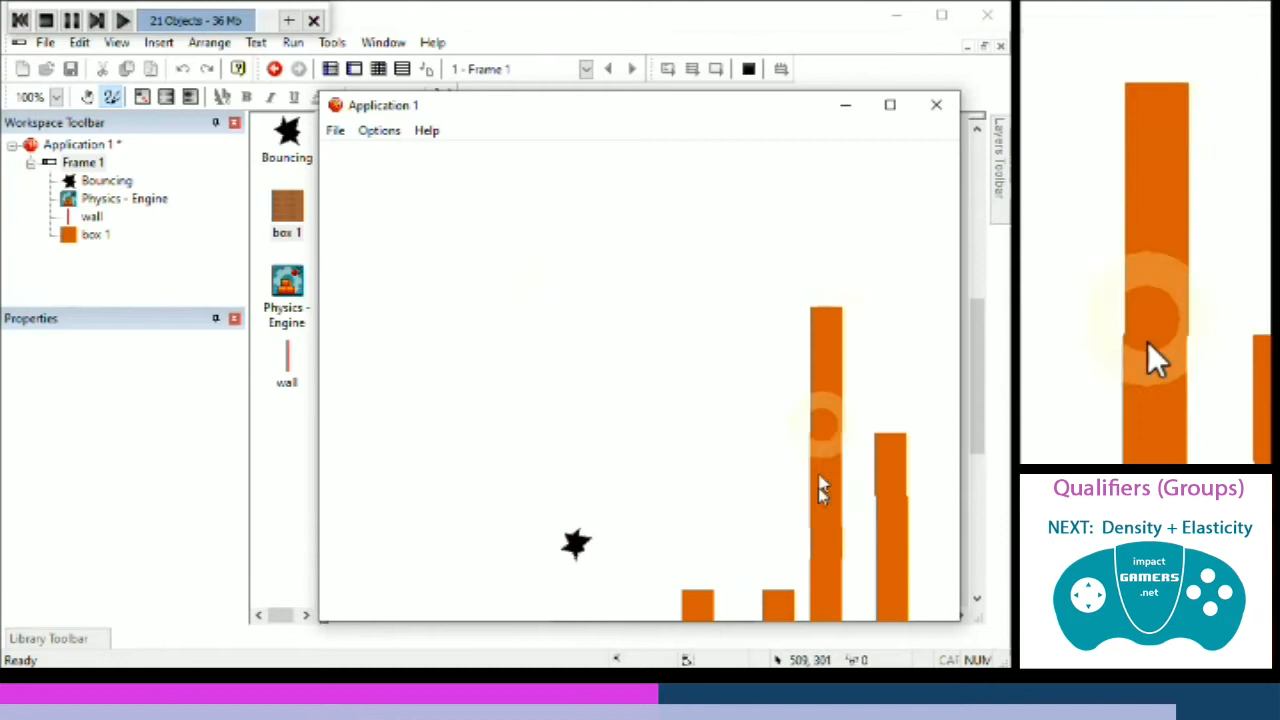 21 Objects - 36 Mb
File Edit View Insert Arrange Text Run Tools Window Help
1 - Frame 1
100%
Workspace Toolbar
Application 1 *
Frame 1
Bouncing
Physics - Engine
wall
box 1
Properties
Bouncing
box 1
Physics -
Engine
wall
Application 1
File Options Help
Layers Toolbar
Library Toolbar
Ready
509, 301
0
CAP NUM
Qualifiers (Groups)
NEXT: Density + Elasticity
impact
GAMERS
.net